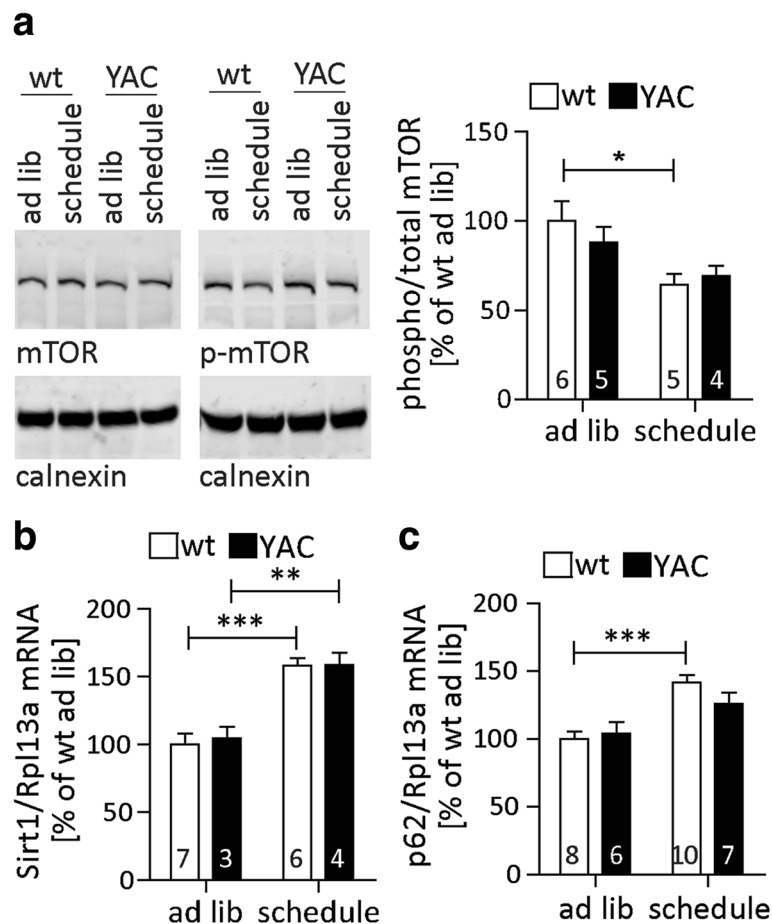 a
wt YAC wt YAC
ad lib schedule ad lib schedule ad lib schedule ad lib schedule
mTOR p-mTOR
calnexin calnexin
wt YAC
phospho/total mTOR
[% of wt ad lib]
150
100
50
0
*
6 5 5 4
ad lib schedule
b
wt YAC
Sirt1/Rpl13a mRNA
[% of wt ad lib]
200
150
100
50
0
**
***
7 3 6 4
ad lib schedule
c
wt YAC
p62/Rpl13a mRNA
[% of wt ad lib]
200
150
100
50
0
***
8 6 10 7
ad lib schedule